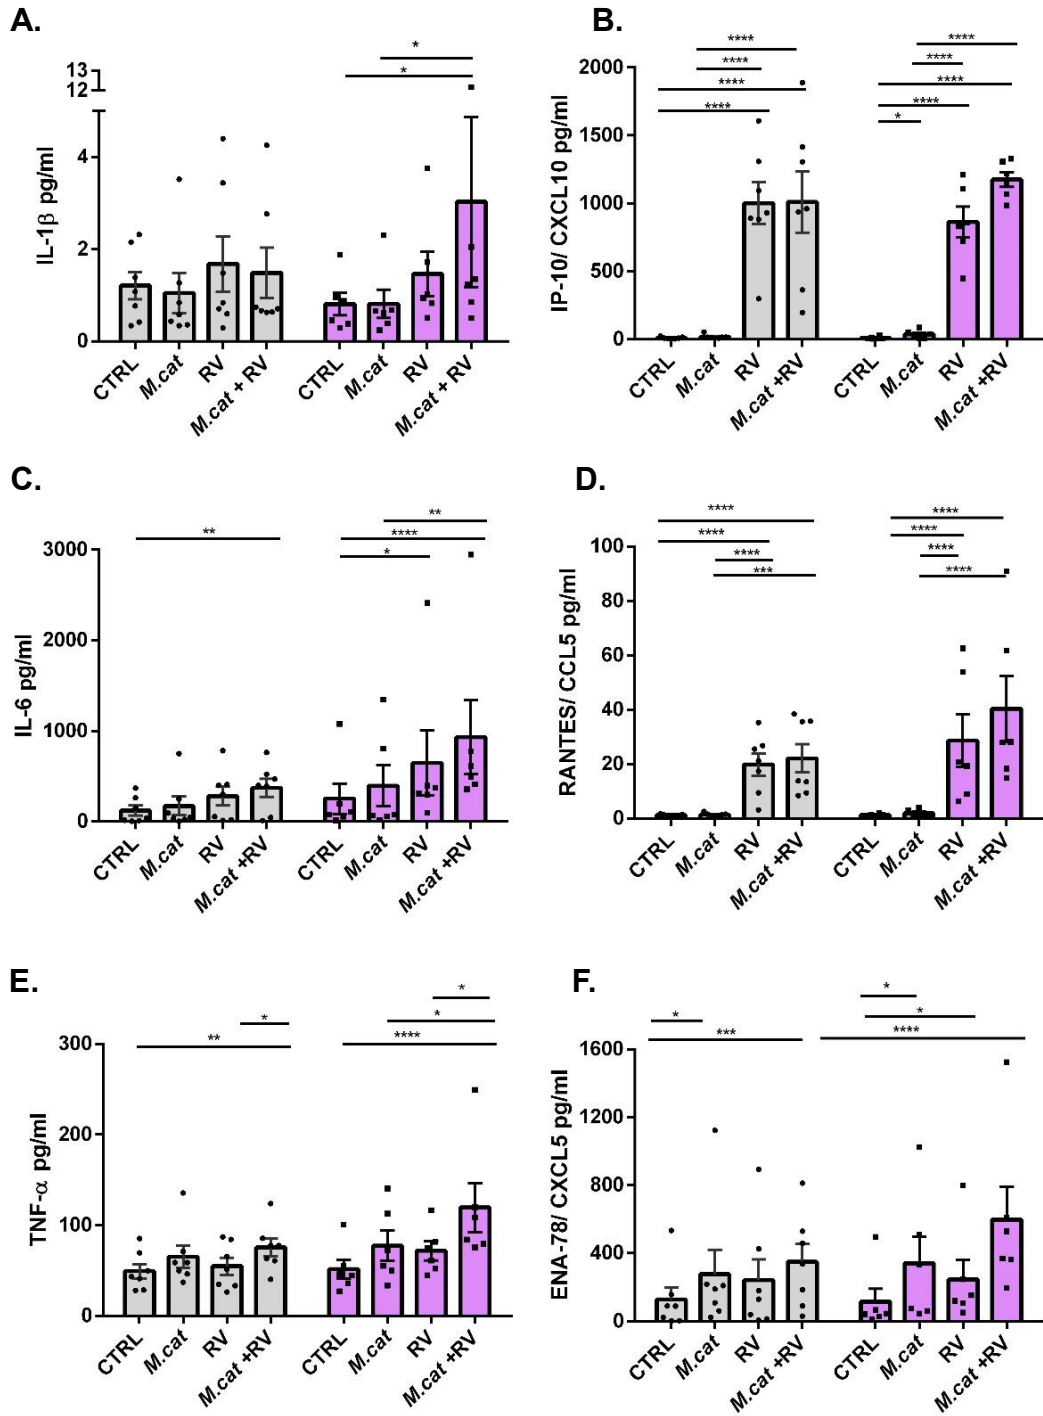 A.
*
*
13
12
4
2
0
IL-1β pg/ml
CTRL
M.cat
RV
M.cat + RV
CTRL
M.cat
RV
M.cat + RV
B.
****
****
****
****
****
****
****
****
*
2000
1500
1000
500
0
IP-10/ CXCL10 pg/ml
CTRL
M.cat
RV
M.cat +RV
CTRL
M.cat
RV
M.cat +RV
C.
**
**
****
*
3000
2000
1000
0
IL-6 pg/ml
CTRL
M.cat
RV
M.cat +RV
CTRL
M.cat
RV
M.cat +RV
D.
****
****
****
***
****
****
****
****
100
80
60
40
20
0
RANTES/ CCL5 pg/ml
CTRL
M.cat
RV
M.cat +RV
CTRL
M.cat
RV
M.cat +RV
E.
*
**
*
*
****
300
200
100
0
TNF-α pg/ml
CTRL
M.cat
RV
M.cat +RV
CTRL
M.cat
RV
M.cat +RV
F.
*
***
*
*
****
1600
1200
800
400
0
ENA-78/ CXCL5 pg/ml
CTRL
M.cat
RV
M.cat +RV
CTRL
M.cat
RV
M.cat +RV